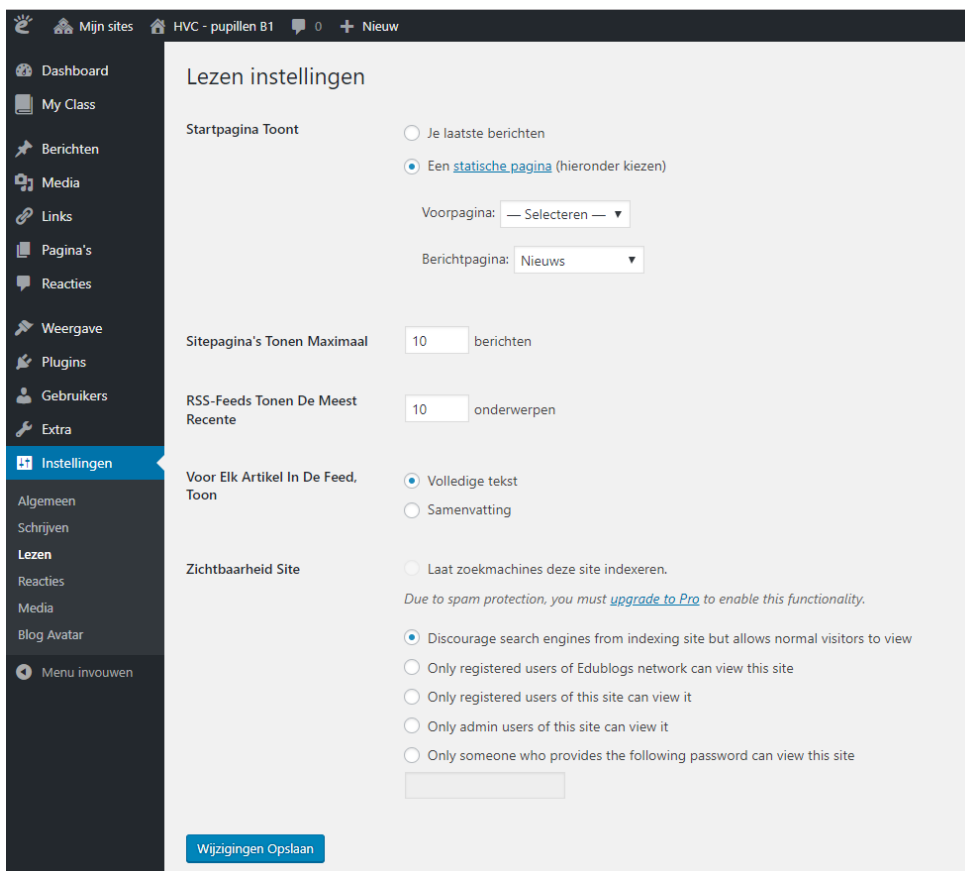 Mijn sites HVC - pupillen B1 0 Nieuw
Dashboard
My Class
Berichten
Media
Links
Pagina's
Reacties
Weergave
Plugins
Gebruikers
Extra
Instellingen
Algemeen
Schrijven
Lezen
Reacties
Media
Blog Avatar
Menu invouwen
Lezen instellingen
Startpagina Toont
Je laatste berichten
Een statische pagina (hieronder kiezen)
Voorpagina: — Selecteren —
Berichtpagina: Nieuws
Sitepagina's Tonen Maximaal 10 berichten
RSS-Feeds Tonen De Meest
Recente
10 onderwerpen
Voor Elk Artikel In De Feed,
Toon
Volledige tekst
Samenvatting
Zichtbaarheid Site
Laat zoekmachines deze site indexeren.
Due to spam protection, you must upgrade to Pro to enable this functionality.
Discourage search engines from indexing site but allows normal visitors to view
Only registered users of Edublogs network can view this site
Only registered users of this site can view it
Only admin users of this site can view it
Only someone who provides the following password can view this site
Wijzigingen Opslaan